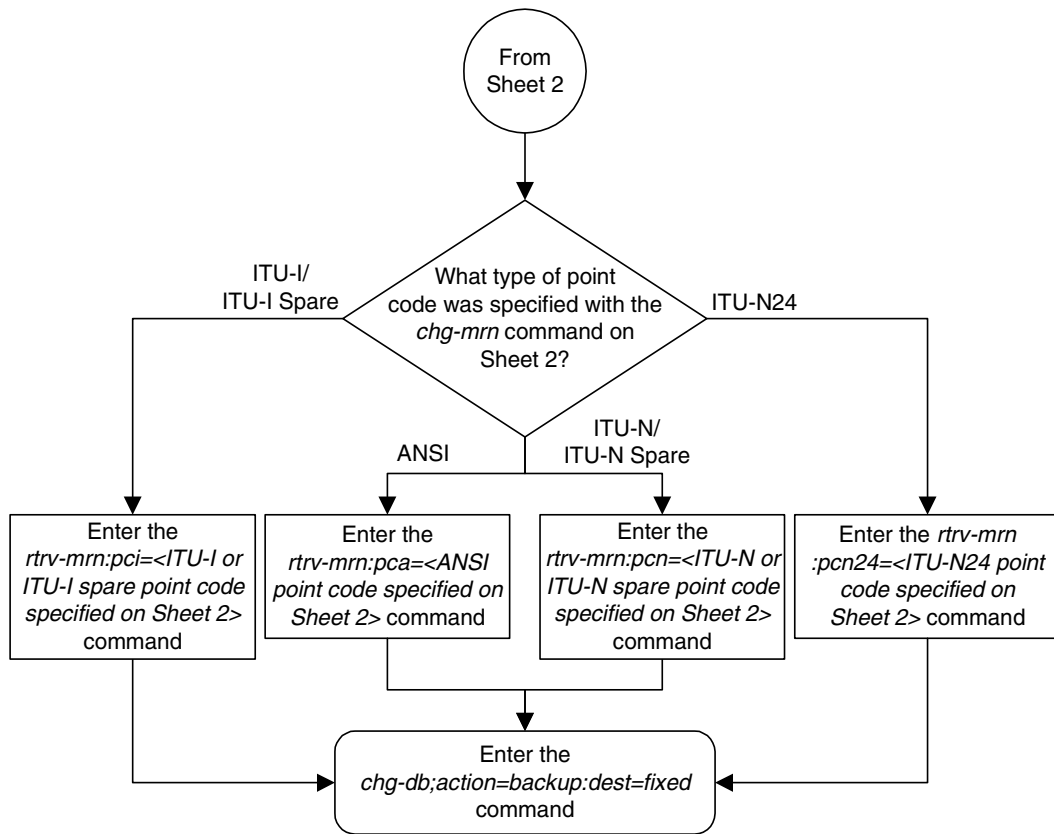 From
Sheet 2
What type of point
code was specified with the
chg-mrn command on
Sheet 2?
ITU-I/
ITU-I Spare
ITU-N24
ANSI
ITU-N/
ITU-N Spare
Enter the
rtrv-mrn:pci=<ITU-I or
ITU-I spare point code
specified on Sheet 2>
command
Enter the
rtrv-mrn:pca=<ANSI
point code specified on
Sheet 2> command
Enter the
rtrv-mrn:pcn=<ITU-N or
ITU-N spare point code
specified on Sheet 2>
command
Enter the rtrv-mrn
:pcn24=<ITU-N24 point
code specified on
Sheet 2> command
Enter the
chg-db;action=backup:dest=fixed
command